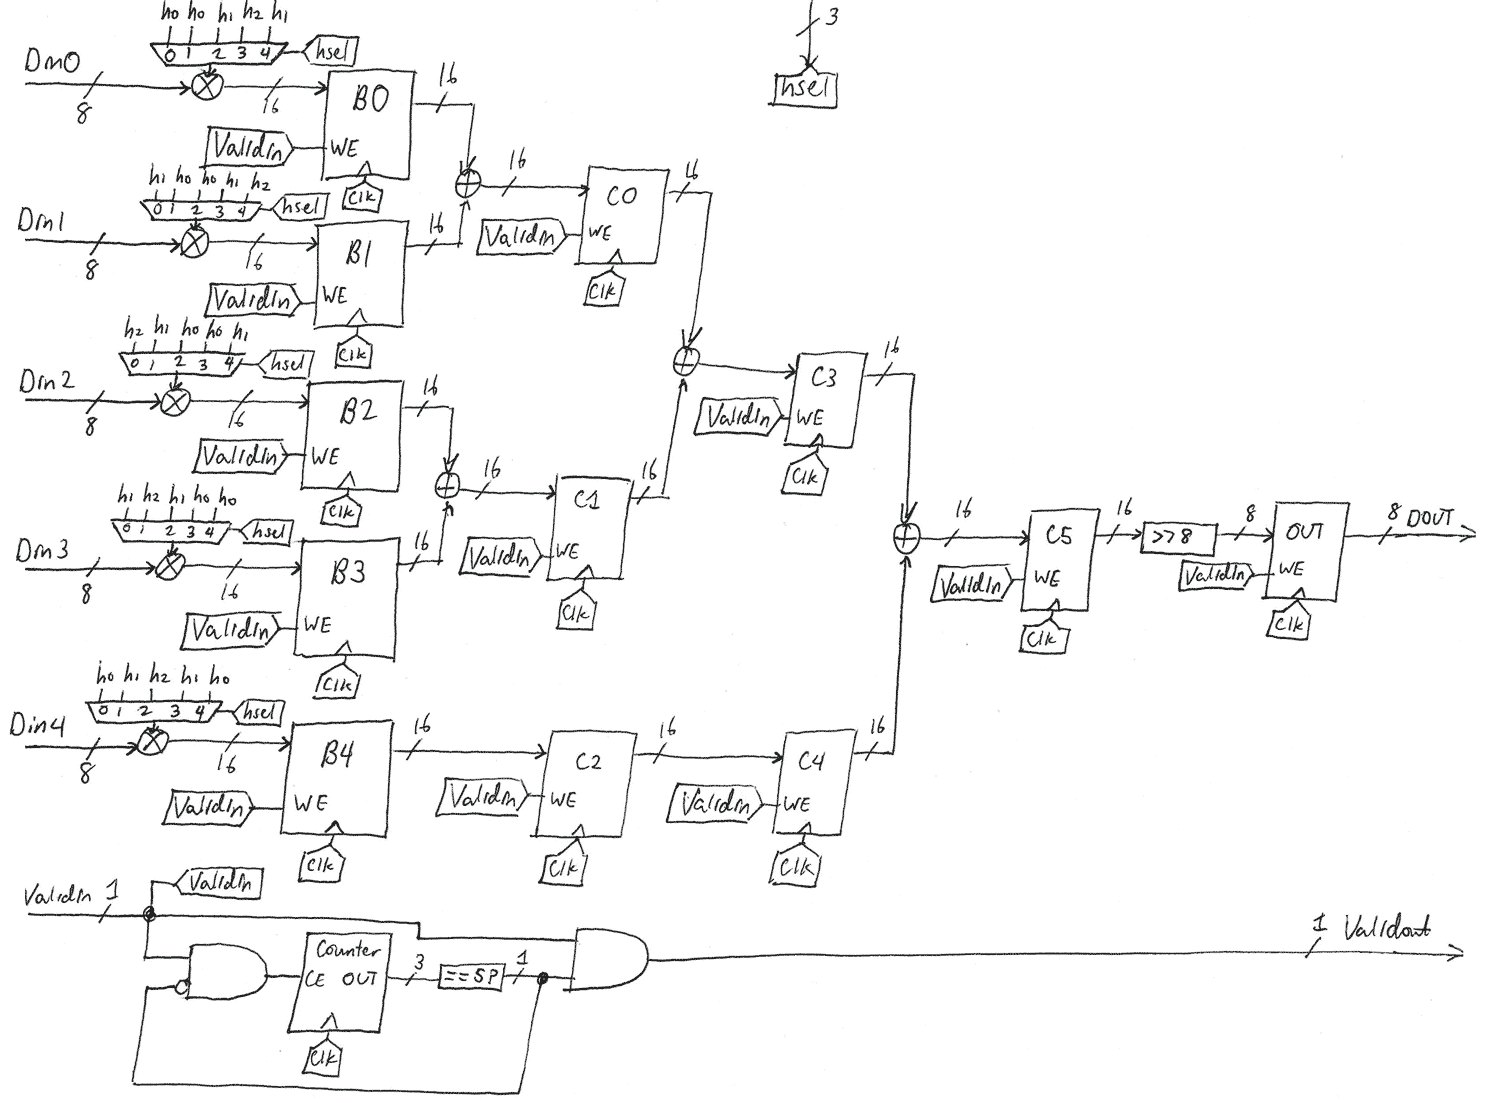 h0 h0 h1 h2 h1
0 1 2 3 4
hsel
3
hsel
Din0
8
16
B0
WE
ValidIn
Clk
16
h1 h0 h0 h1 h2
0 1 2 3 4
hsel
16
C0
WE
ValidIn
Clk
16
Din1
8
16
B1
WE
ValidIn
Clk
16
h2 h1 h0 h0 h1
0 1 2 3 4
hsel
C3
WE
ValidIn
Clk
16
Din2
8
16
B2
WE
ValidIn
Clk
16
16
C1
WE
ValidIn
Clk
16
h1 h2 h1 h0 h0
0 1 2 3 4
hsel
Din3
8
16
B3
WE
ValidIn
Clk
16
16
C5
WE
ValidIn
Clk
16
>>8
8
OUT
WE
ValidIn
Clk
8 DOUT
h0 h1 h2 h1 h0
0 1 2 3 4
hsel
Din4
8
16
B4
WE
ValidIn
Clk
16
C2
WE
ValidIn
Clk
16
C4
WE
ValidIn
Clk
16
ValidIn 1
ValidIn
Counter
CE OUT
Clk
3
==SP
1
1 Validout